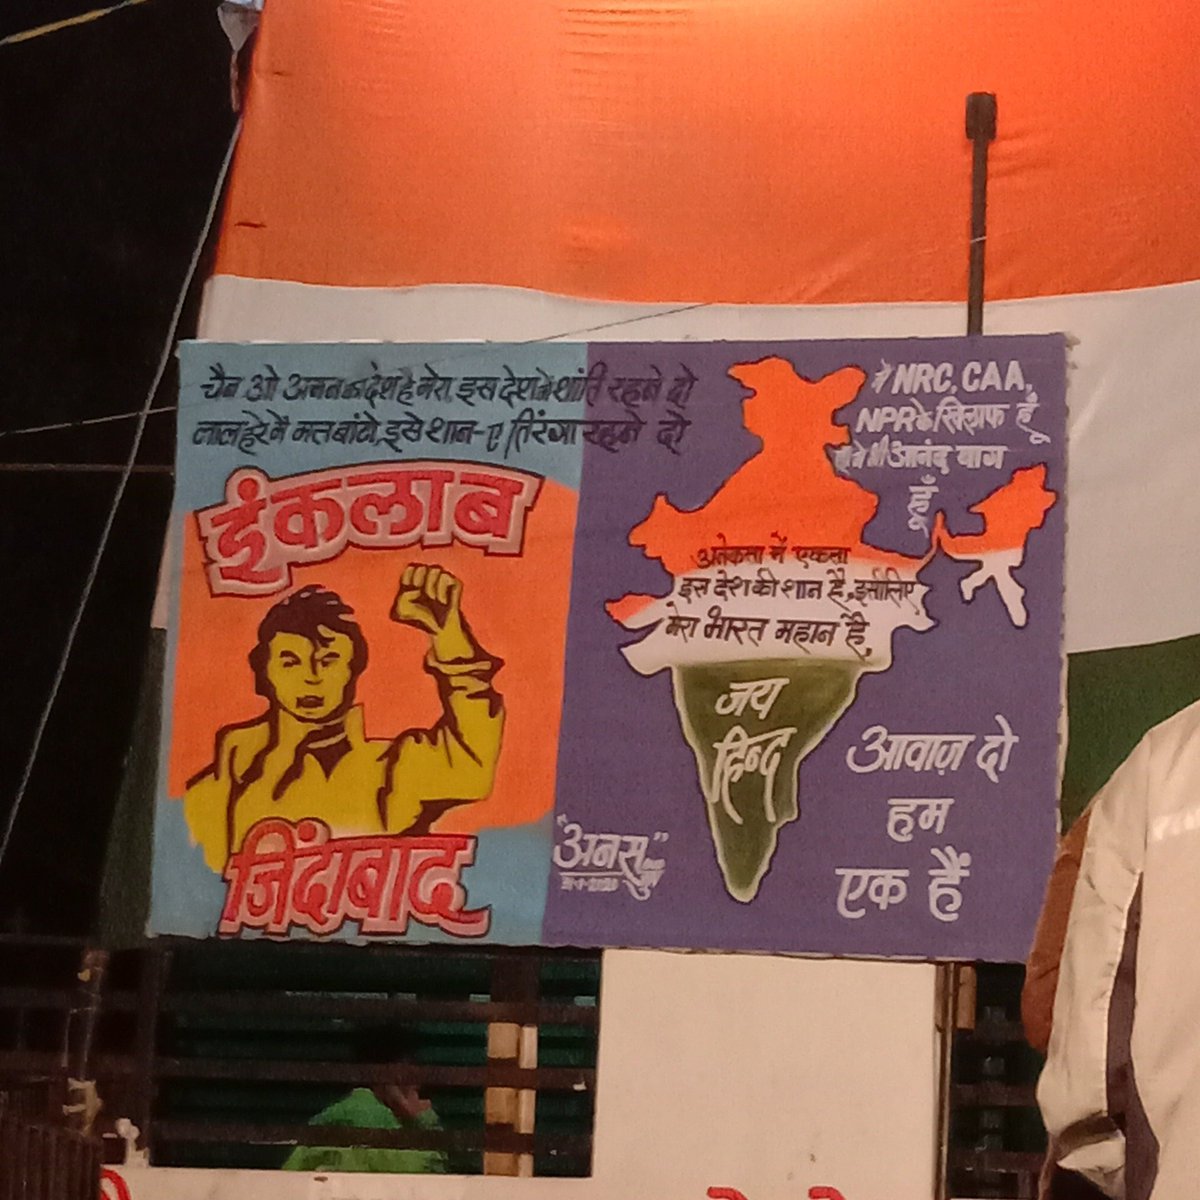 चैन ओ अमन का देश है मेरा, इस देश में शांति रहने दो
लाल हरे में मत बांटो, इसे शान-ए तिरंगा रहने दो
इंकलाब
जिंदाबाद
मैं NRC, CAA,
NPR के खिलाफ हूँ
मैं भी आनंद बाग
हूँ
अनेकता में एकता
इस देश की शान है, इसीलिए
मेरा भारत महान है,
जय
हिन्द
आवाज़ दो
हम
एक हैं
"अनस"